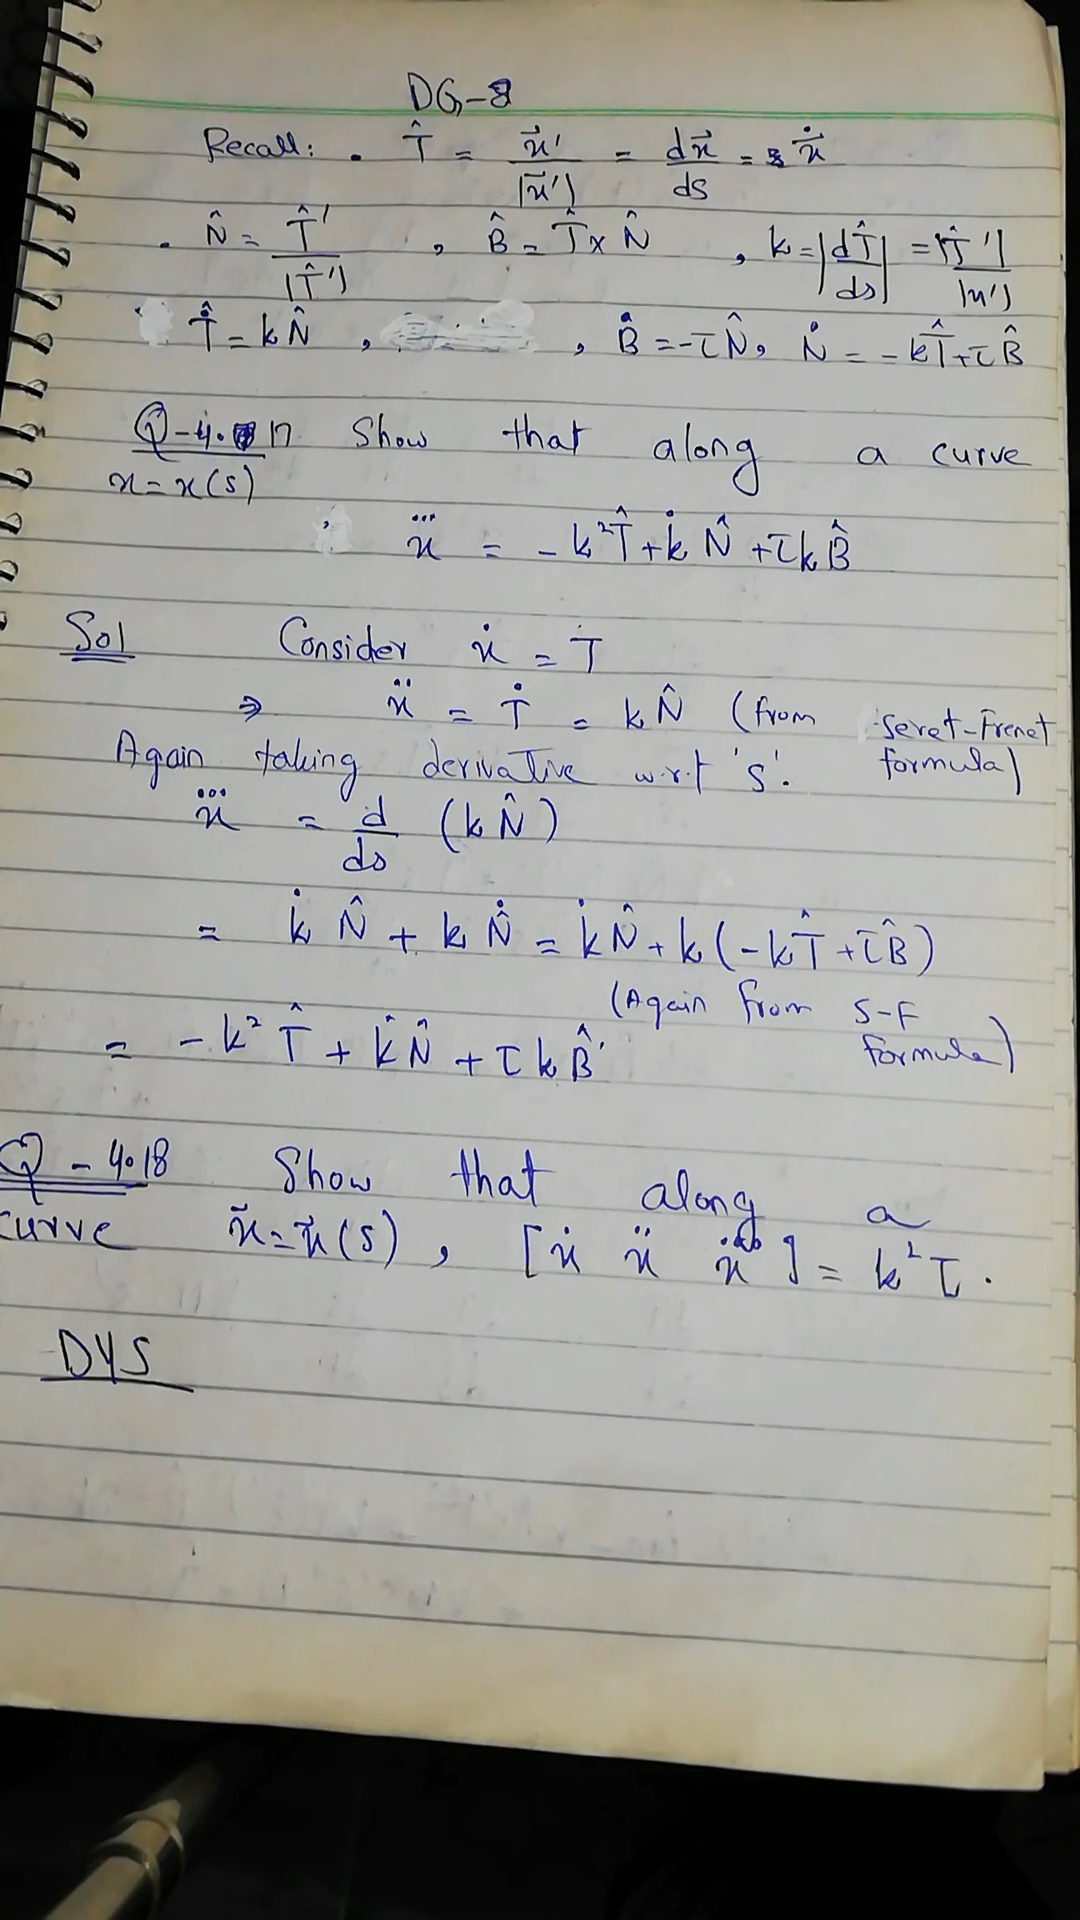 DG-8
Recall: . T̂ = x⃗'/|x⃗'| = dx⃗/ds = ẋ⃗
. N̂ = T̂'/|T̂'| , B̂ = T̂ x N̂ , k = |dT̂/ds| = |T̂'|/|x'|
Ṫ̂ = kN̂ , , Ḃ = -τN̂, Ṅ = -kT̂+τB̂
Q-4.17 Show that along a curve
x = x(s)
, x⃛ = -k²T̂+k̇N̂+τkB̂
Sol Consider ẋ = T
⇒ ẍ = Ṫ = kN̂ (from Seret-Frenet formula)
Again taking derivative w.r.t 's'.
x⃛ = d/ds (kN̂)
= k̇N̂ + kṄ̂ = k̇N̂ + k(-kT̂+τB̂)
(Again from S-F formula)
= -k²T̂ + k̇N̂ + τkB̂
Q-4.18 Show that along a
curve x⃗=x⃗(s), [ẋ ẍ x⃛] = k²τ.
DYS